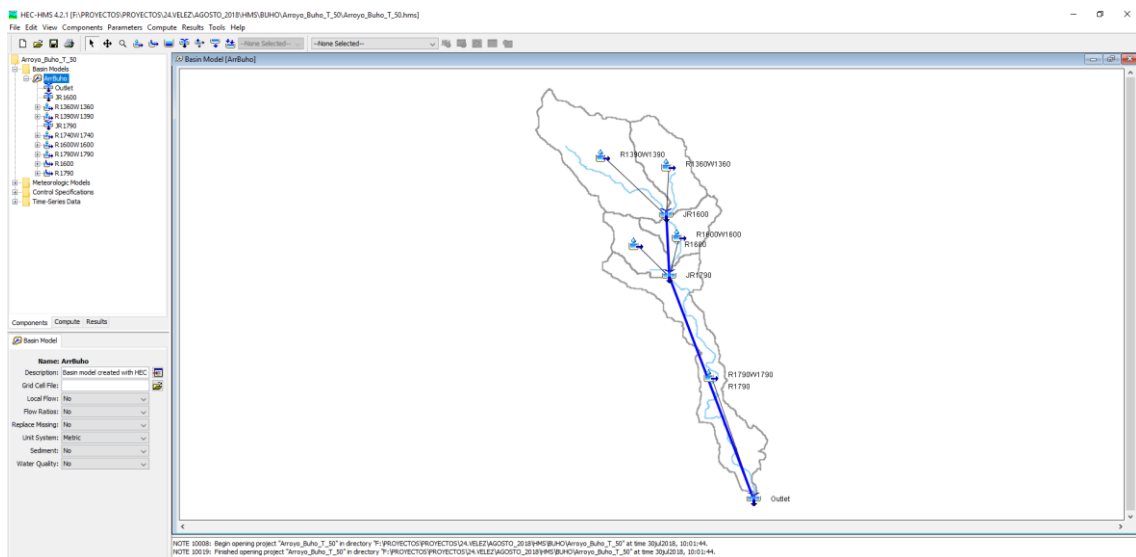 HEC-HMS 4.2.1 [F:\PROYECTOS\PROYECTOS\24.VELEZ\AGOSTO_2018\HMS\BUHO\Arroyo_Buho_T_50\Arroyo_Buho_T_50.hms]
File Edit View Components Parameters Compute Results Tools Help
--None Selected-- --None Selected--
Arroyo_Buho_T_50
Basin Models
ArrBuho
Outlet
JR1600
R1360W1360
R1390W1390
JR1790
R1740W1740
R1600W1600
R1790W1790
R1600
R1790
Meteorologic Models
Control Specifications
Time-Series Data
Components Compute Results
Basin Model
Name: ArrBuho
Description: Basin model created with HEC
Grid Cell File:
Local Flow: No
Flow Ratios: No
Replace Missing: No
Unit System: Metric
Sediment: No
Water Quality: No
Basin Model [ArrBuho]
R1390W1390
R1360W1360
JR1600
R1600W1600
R1600
JR1790
R1790W1790
R1790
Outlet
NOTE 10008: Begin opening project "Arroyo_Buho_T_50" in directory "F:\PROYECTOS\PROYECTOS\24.VELEZ\AGOSTO_2018\HMS\BUHO\Arroyo_Buho_T_50" at time 30jul2018, 10:01:44.
NOTE 10019: Finished opening project "Arroyo_Buho_T_50" in directory "F:\PROYECTOS\PROYECTOS\24.VELEZ\AGOSTO_2018\HMS\BUHO\Arroyo_Buho_T_50" at time 30jul2018, 10:01:44.